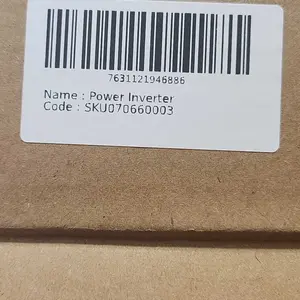 7631121946886
Name : Power Inverter
Code : SKU070660003